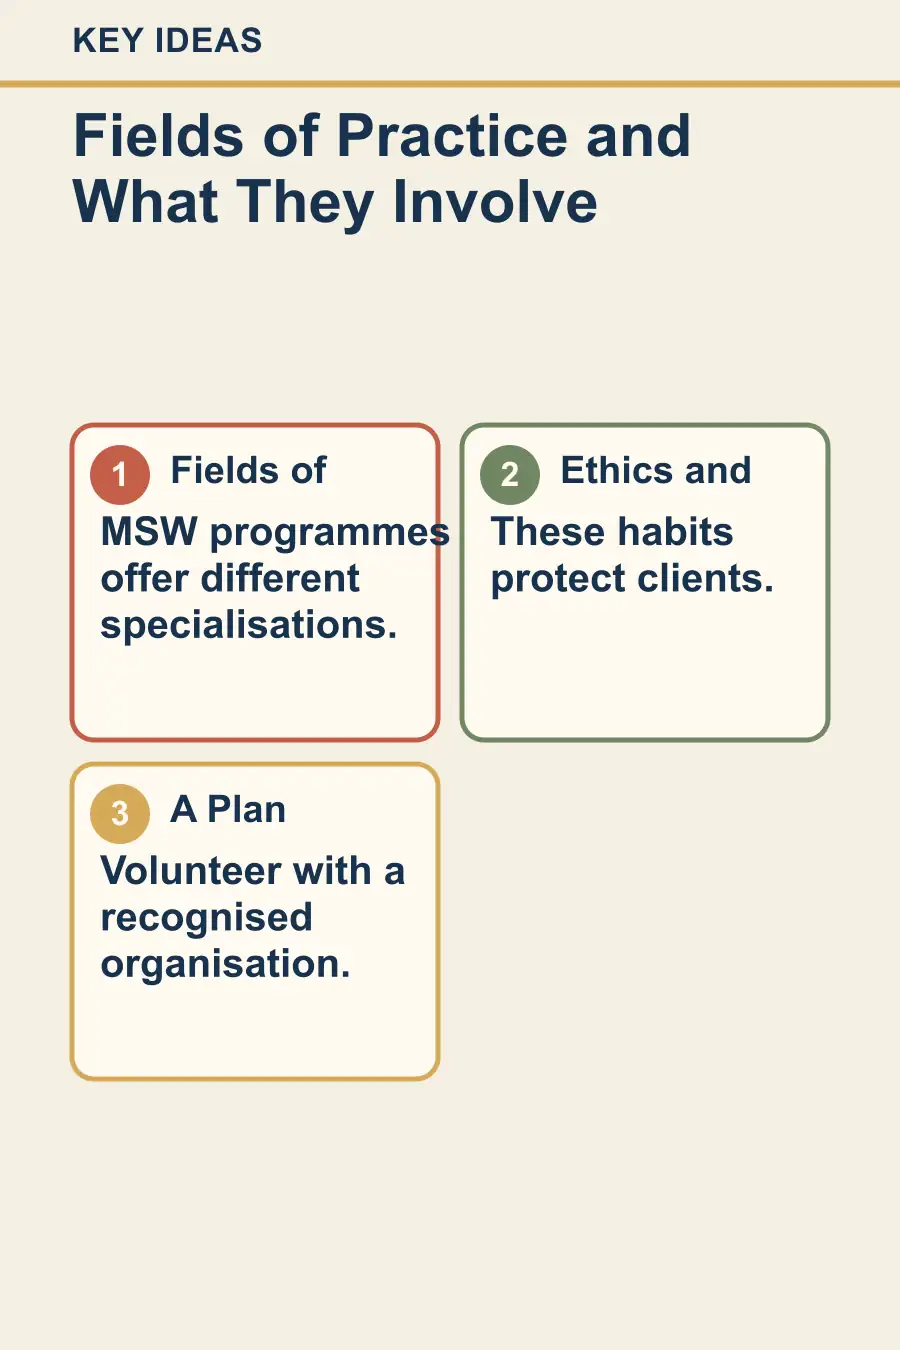 KEY IDEAS
Fields of Practice and
What They Involve
1 Fields of
MSW programmes
offer different
specialisations.
2 Ethics and
These habits
protect clients.
3 A Plan
Volunteer with a
recognised
organisation.